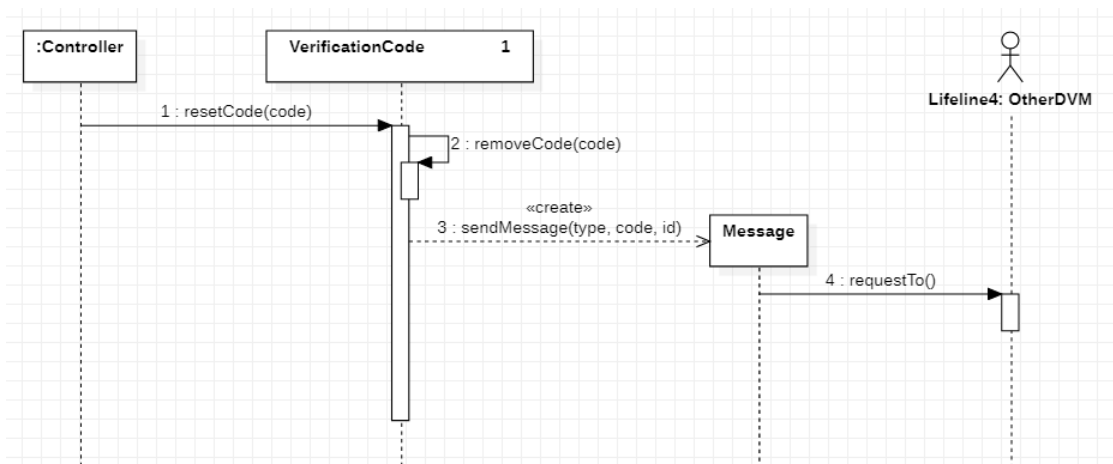 :Controller
VerificationCode 1
Lifeline4: OtherDVM
1 : resetCode(code)
2 : removeCode(code)
«create»
3 : sendMessage(type, code, id)
Message
4 : requestTo()